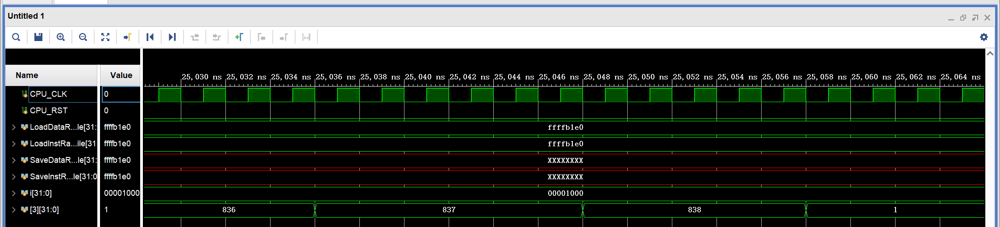 Untitled 1
Name Value
25,030 ns 25,032 ns 25,034 ns 25,036 ns 25,038 ns 25,040 ns 25,042 ns 25,044 ns 25,046 ns 25,048 ns 25,050 ns 25,052 ns 25,054 ns 25,056 ns 25,058 ns 25,060 ns 25,062 ns 25,064 ns
CPU_CLK 0
CPU_RST 0
LoadDataR...le[31: ffffb1e0 ffffb1e0
LoadInstRa...ile[31: ffffb1e0 ffffb1e0
SaveDataR...le[31: ffffb1e0 XXXXXXXX
SaveInstR...le[31:0 ffffb1e0 XXXXXXXX
i[31:0] 00001000 00001000
[3][31:0] 1 836 837 838 1